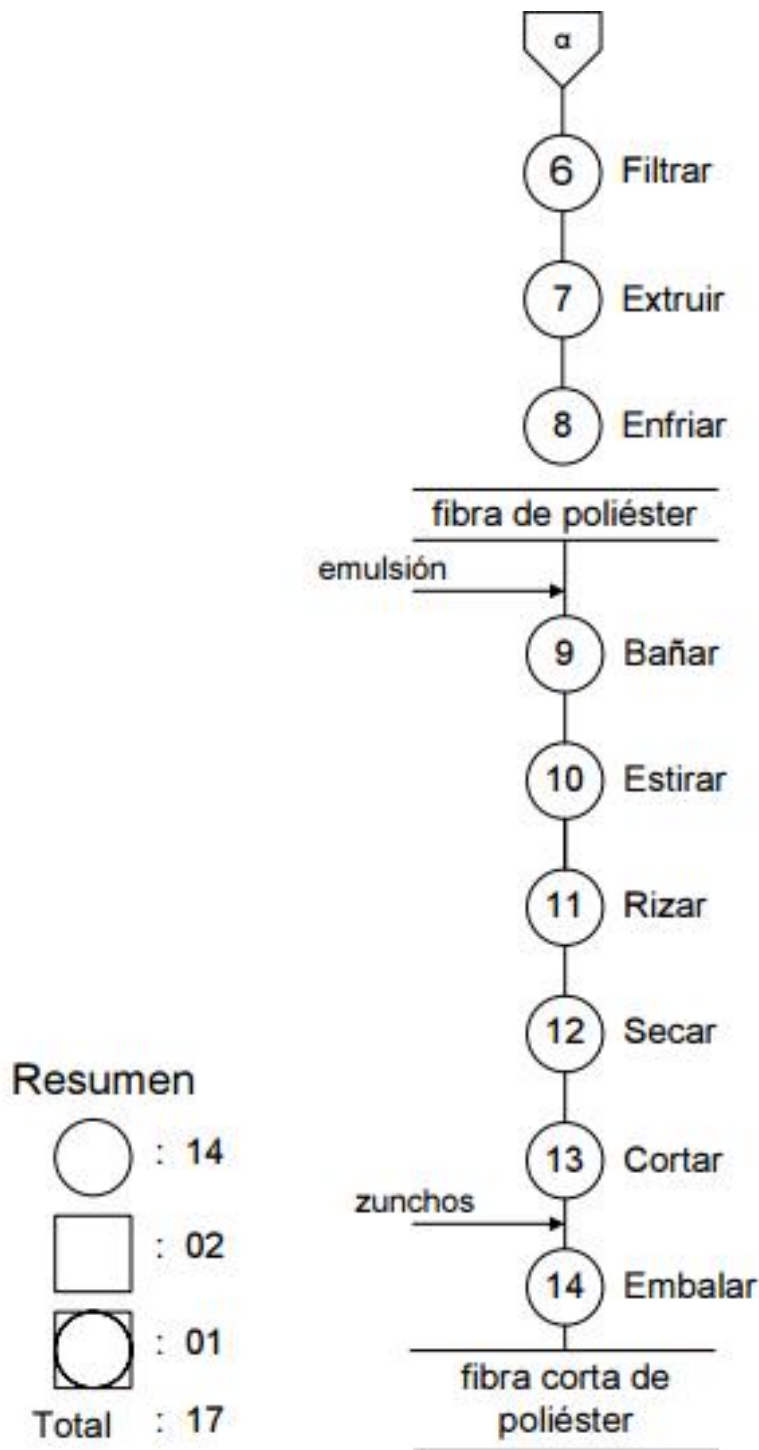 α
6 Filtrar
7 Extruir
8 Enfriar
fibra de poliéster
emulsión
9 Bañar
10 Estirar
11 Rizar
12 Secar
13 Cortar
zunchos
14 Embalar
fibra corta de
poliéster
Resumen
: 14
: 02
: 01
Total : 17